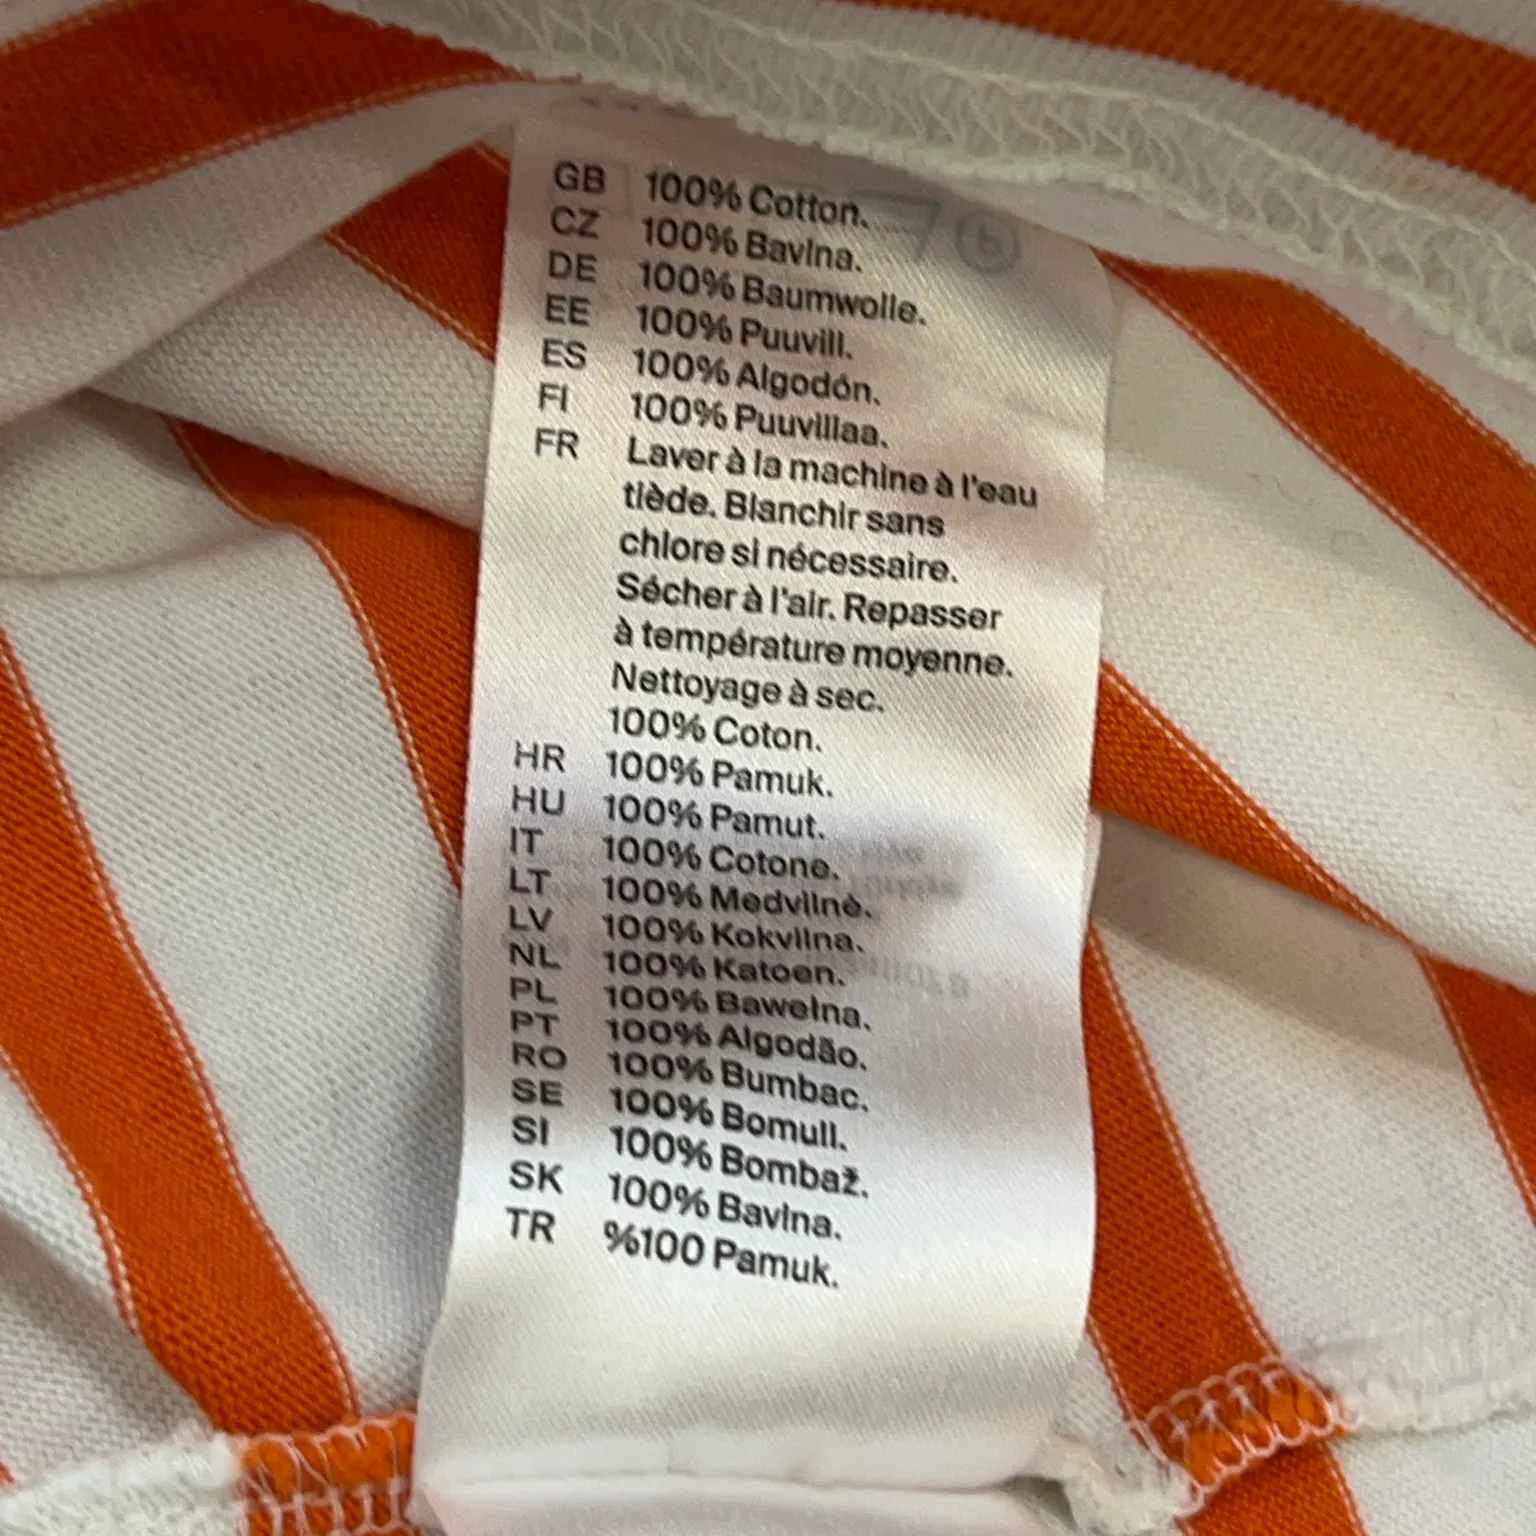 GB 100% Cotton.
CZ 100% Bavlna.
DE 100% Baumwolle.
EE 100% Puuvill.
ES 100% Algodón.
FI 100% Puuvillaa.
FR Laver à la machine à l'eau
tiède. Blanchir sans
chlore si nécessaire.
Sécher à l'air. Repasser
à température moyenne.
Nettoyage à sec.
100% Coton.
HR 100% Pamuk.
HU 100% Pamut.
IT 100% Cotone.
LT 100% Medvilnė.
LV 100% Kokvilna.
NL 100% Katoen.
PL 100% Bawełna.
PT 100% Algodão.
RO 100% Bumbac.
SE 100% Bomull.
SI 100% Bombaž.
SK 100% Bavlna.
TR %100 Pamuk.